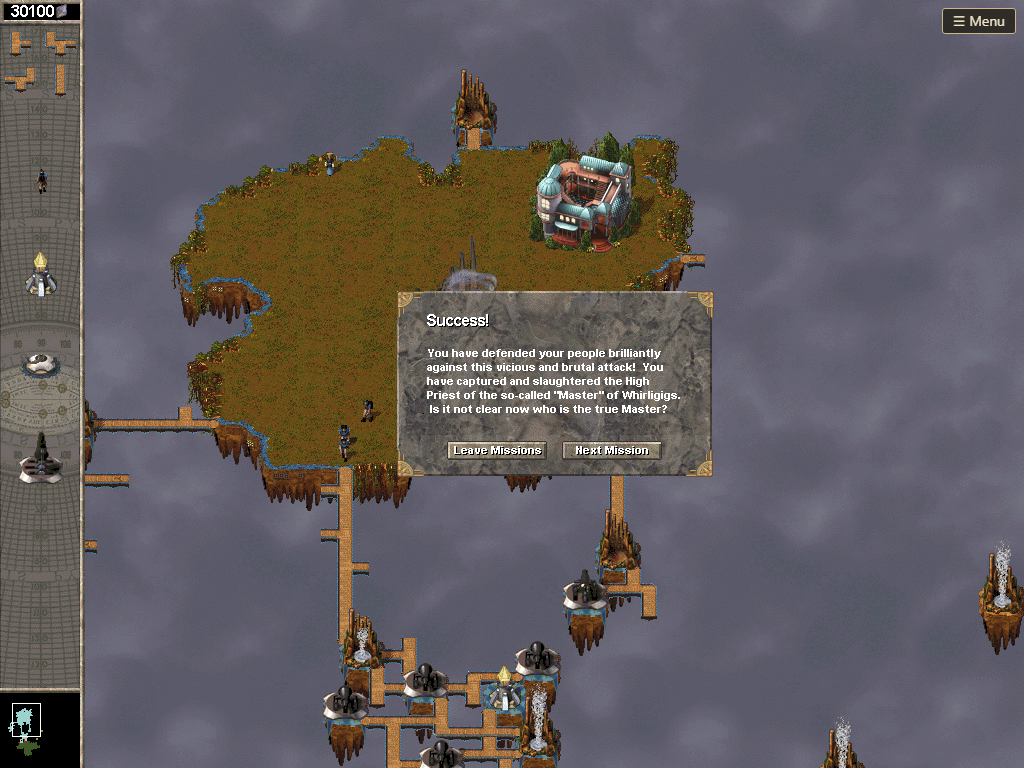 30100
☰ Menu
Success!
You have defended your people brilliantly
against this vicious and brutal attack! You
have captured and slaughtered the High
Priest of the so-called "Master" of Whirligigs.
Is it not clear now who is the true Master?
Leave Missions
Next Mission